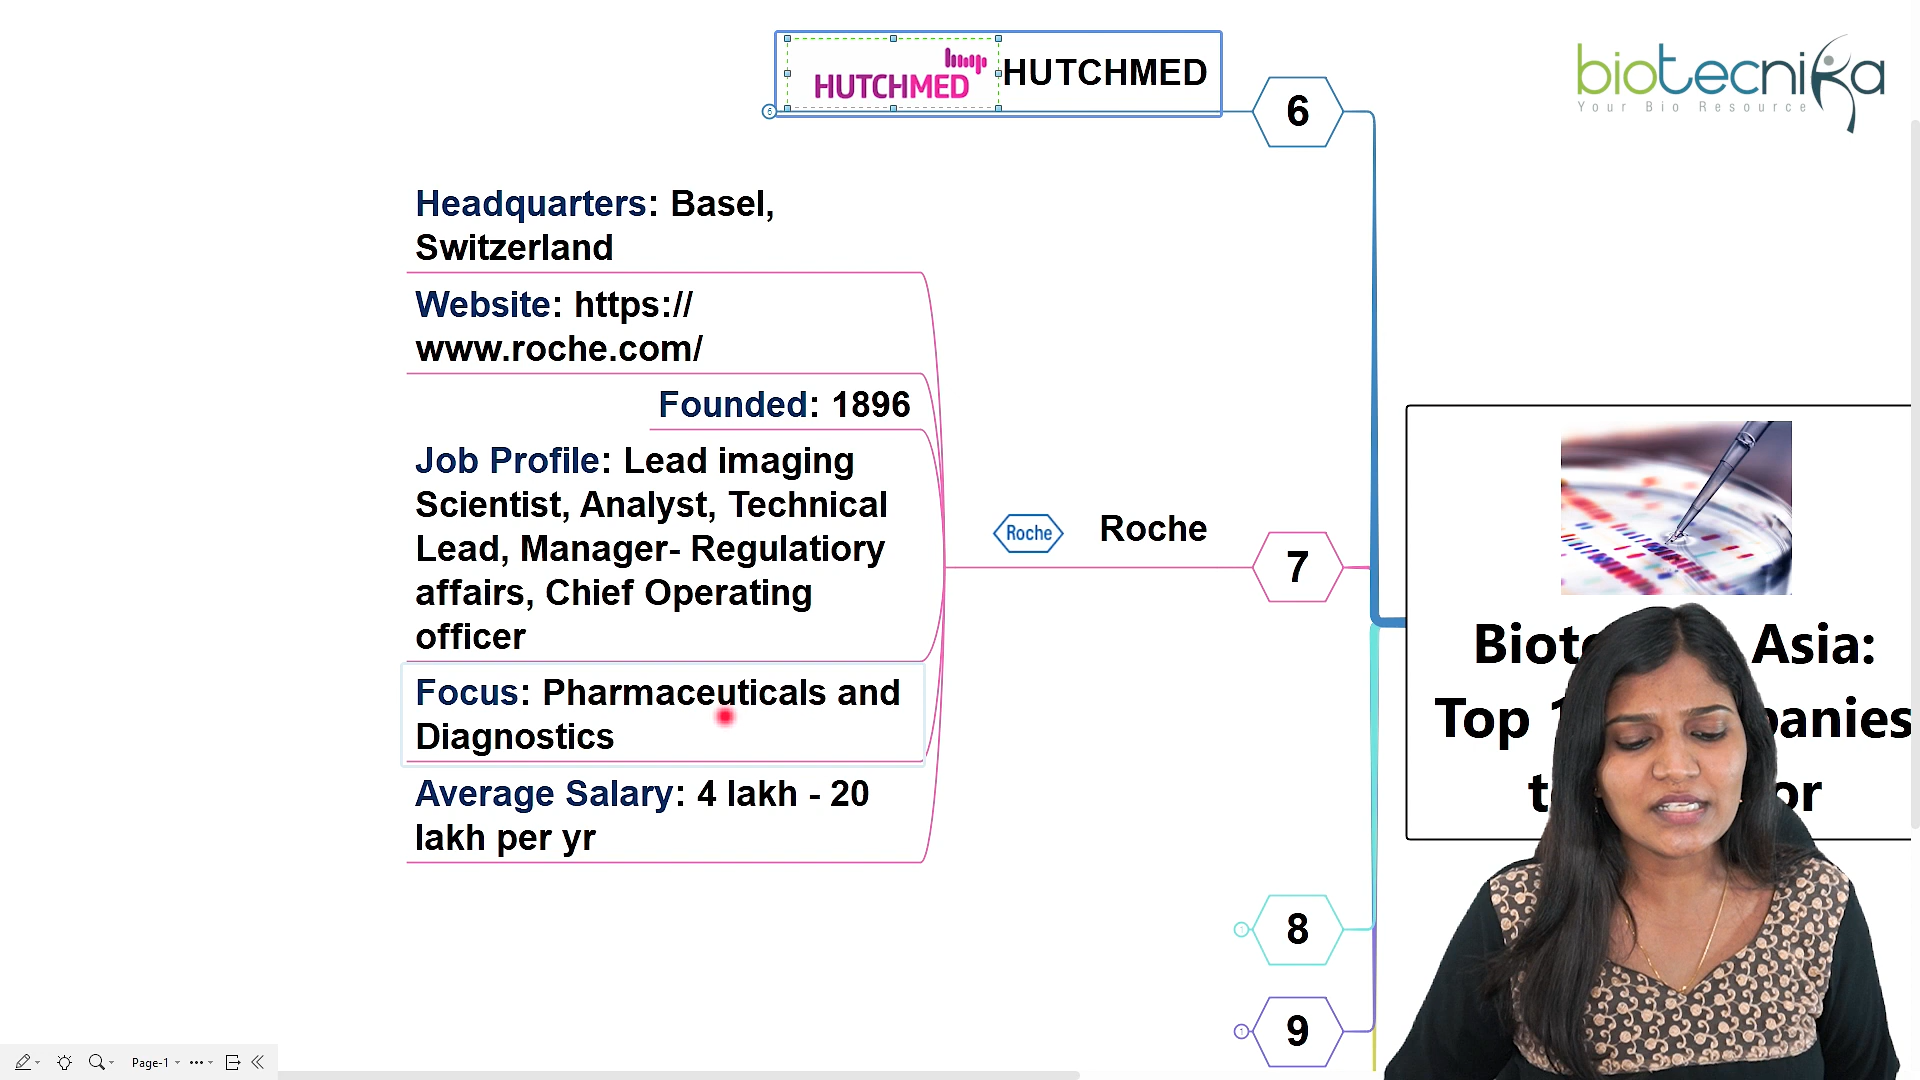 HUTCHMED
HUTCHMED
6
biotecnika
Your Bio Resource
Headquarters: Basel,
Switzerland
Website: https://
www.roche.com/
Founded: 1896
Job Profile: Lead imaging
Scientist, Analyst, Technical
Lead, Manager- Regulatiory
affairs, Chief Operating
officer
Focus: Pharmaceuticals and
Diagnostics
Average Salary: 4 lakh - 20
lakh per yr
Roche
Roche
7
8
9
Asia:
Top
Page-1